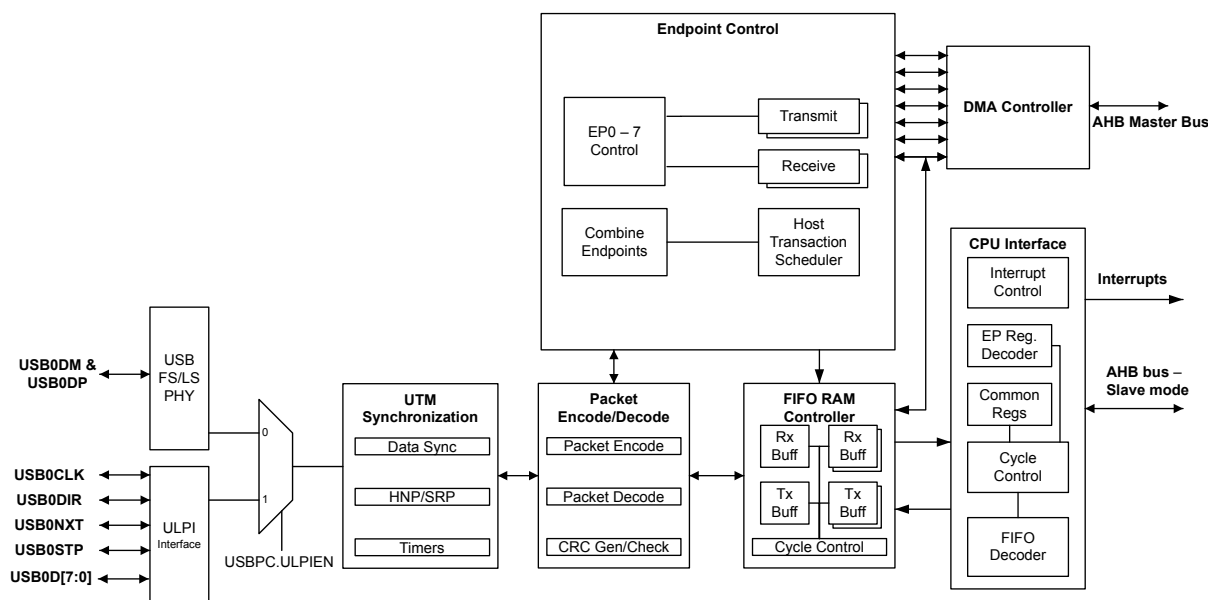 Endpoint Control
EP0 – 7
Control
Transmit
Receive
Combine
Endpoints
Host
Transaction
Scheduler
DMA Controller
AHB Master Bus
CPU Interface
Interrupt
Control
EP Reg.
Decoder
Common
Regs
Cycle
Control
FIFO
Decoder
Interrupts
AHB bus –
Slave mode
USB0DM &
USB0DP
USB
FS/LS
PHY
USB0CLK
USB0DIR
USB0NXT
USB0STP
USB0D[7:0]
ULPI
Interface
0
1
USBPC.ULPIEN
UTM
Synchronization
Data Sync
HNP/SRP
Timers
Packet
Encode/Decode
Packet Encode
Packet Decode
CRC Gen/Check
FIFO RAM
Controller
Rx
Buff
Rx
Buff
Tx
Buff
Tx
Buff
Cycle Control